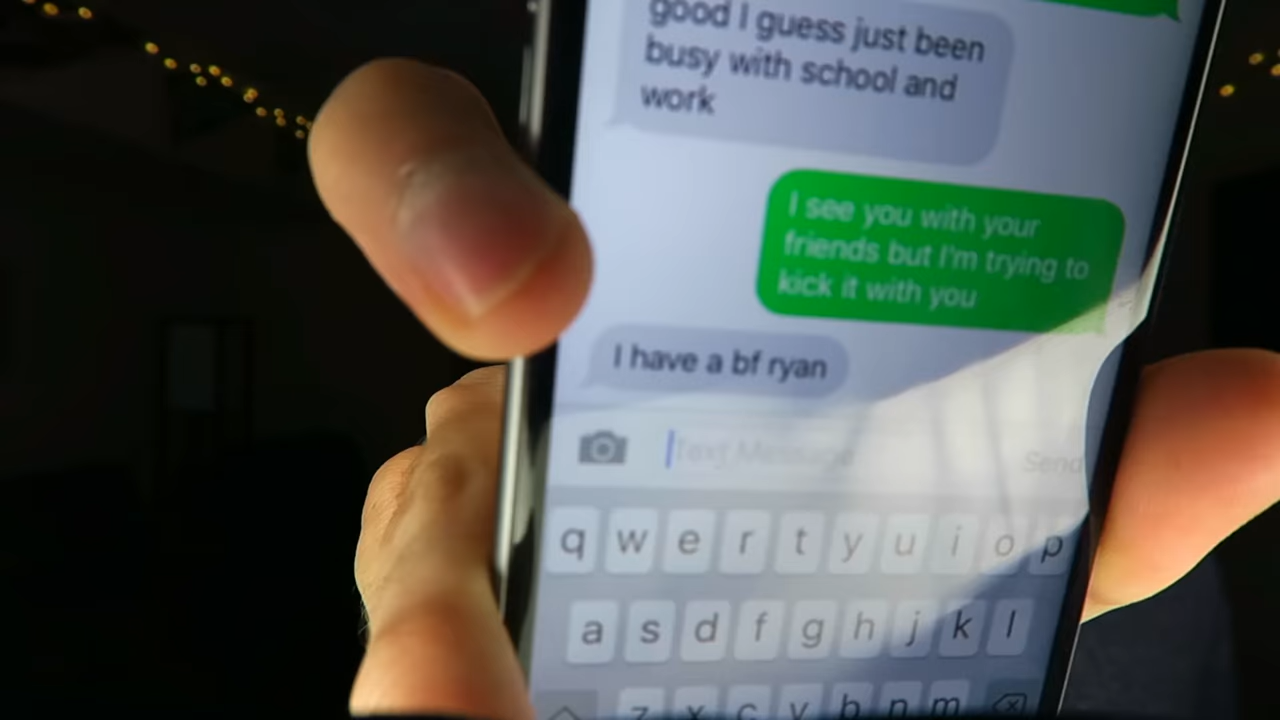 good I guess just been
busy with school and
work
I see you with your
friends but I'm trying to
kick it with you
I have a bf ryan
Text Message
Send
q w e r t y u i o p
a s d f g h j k l
z x c v b n m